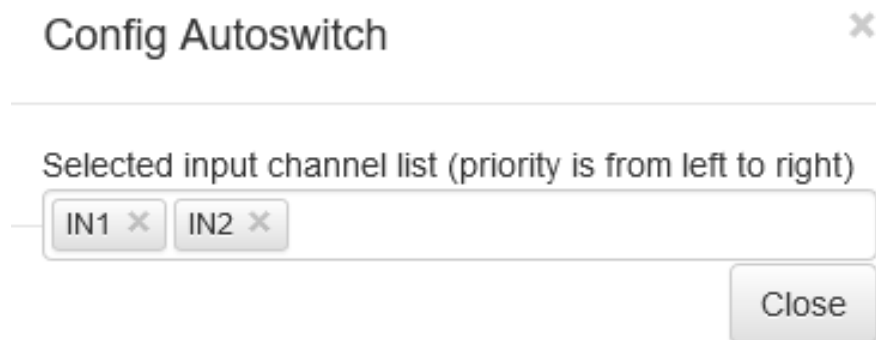 Config Autoswitch ×
Selected input channel list (priority is from left to right)
IN1 × IN2 ×
Close